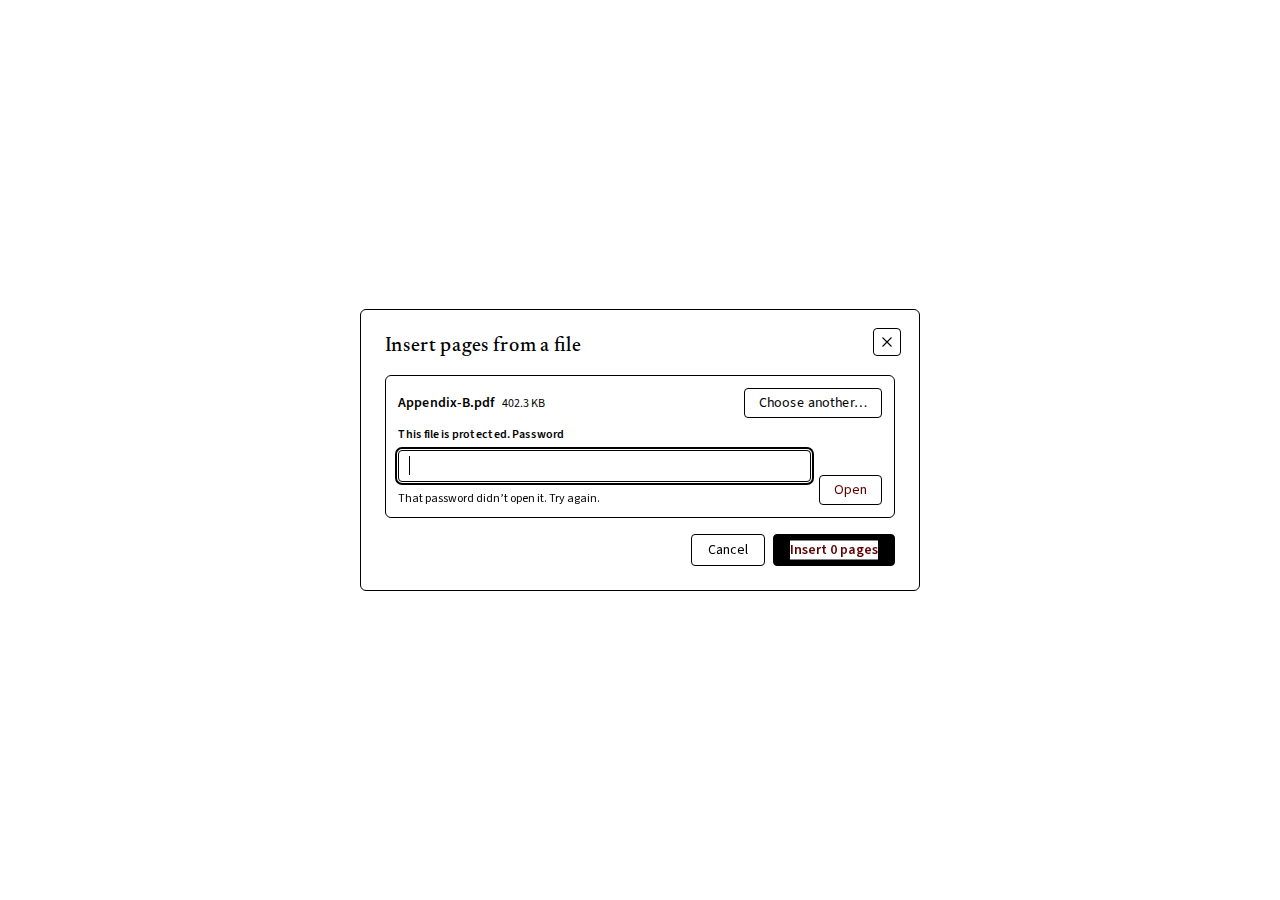 Insert pages from a file
Appendix-B.pdf 402.3 KB
Choose another…
This file is protected. Password
Open
That password didn’t open it. Try again.
Cancel
Insert 0 pages